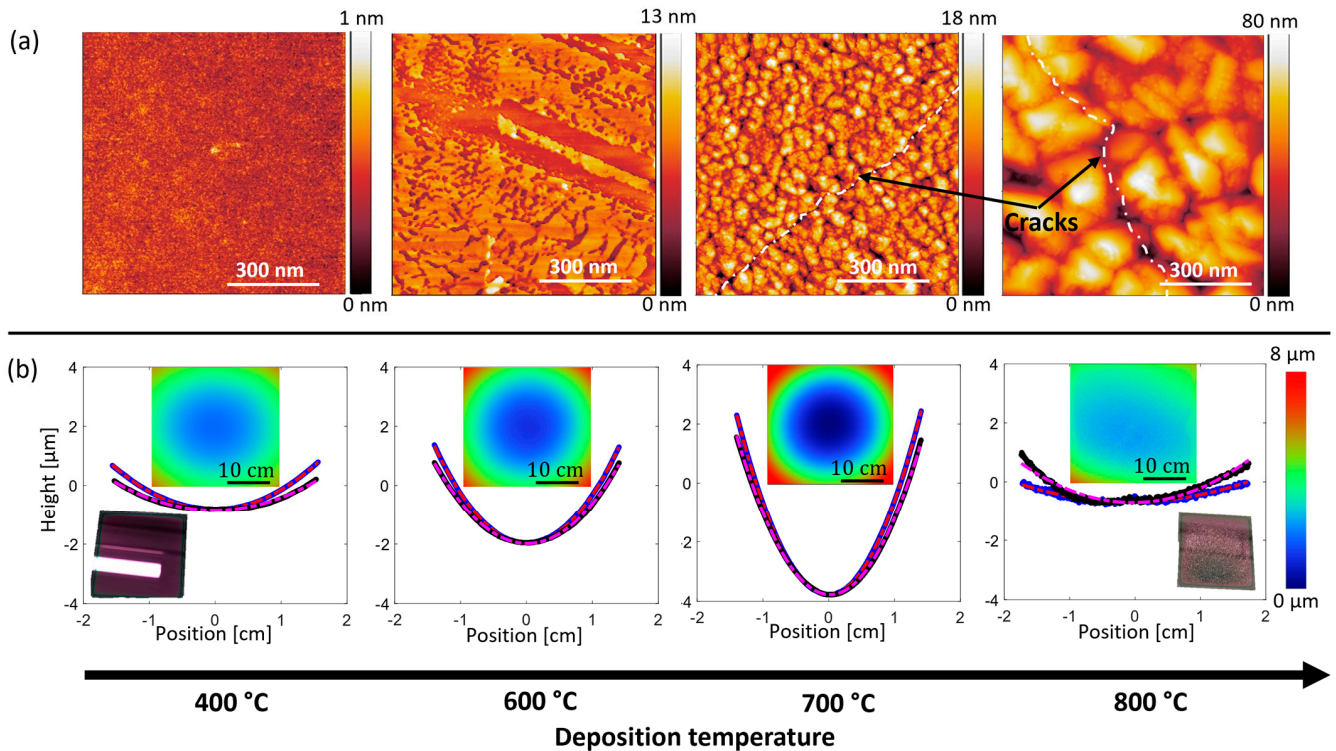 (a)
1 nm
13 nm
18 nm
80 nm
300 nm
300 nm
300 nm
300 nm
Cracks
0 nm
0 nm
0 nm
0 nm
(b)
Height [µm]
4
2
0
-2
-4
10 cm
-2
-1
0
1
2
Position [cm]
4
2
0
2
-4
10 cm
-2
-1
0
1
2
Position [cm]
4
2
0
2
-4
10 cm
-2
-1
0
1
2
Position [cm]
4
2
0
2
-4
10 cm
-2
-1
0
1
2
Position [cm]
8 µm
0 µm
400 °C
600 °C
700 °C
800 °C
Deposition temperature